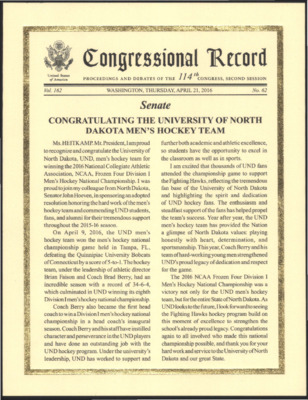 United States
of America
Congressional Record
PROCEEDINGS AND DEBATES OF THE 114th CONGRESS, SECOND SESSION
Vol. 162 WASHINGTON, THURSDAY, APRIL 21, 2016 No. 62
Senate
CONGRATULATING THE UNIVERSITY OF NORTH
DAKOTA MEN'S HOCKEY TEAM
Ms. HEITKAMP. Mr. President, I am proud
to recognize and congratulate the University of
North Dakota, UND, men's hockey team for
winning the 2016 National Collegiate Athletic
Association, NCAA, Frozen Four Division I
Men's Hockey National Championship. I was
proud to join my colleague from North Dakota,
Senator John Hoeven, in sponsoring an adopted
resolution honoring the hard work of the men's
hockey team and commending UND students,
fans, and alumni for their tremendous support
throughout the 2015-16 season.
On April 9, 2016, the UND men's
hockey team won the men's hockey national
championship game held in Tampa, FL,
defeating the Quinnipiac University Bobcats
of Connecticut by a score of 5-to-1. The hockey
team, under the leadership of athletic director
Brian Faison and Coach Brad Berry, had an
incredible season with a record of 34-6-4,
which culminated in UND winning its eighth
Division I men's hockey national championship.
Coach Berry also became the first head
coach to win a Division I men's hockey national
championship in a head coach's inaugural
season. Coach Berry and his staff have instilled
character and perseverance in the UND players
and have done an outstanding job with the
UND hockey program. Under the university's
leadership, UND has worked to support and
further both academic and athletic excellence,
so students have the opportunity to excel in
the classroom as well as in sports.
I am excited that thousands of UND fans
attended the championship game to support
the Fighting Hawks, reflecting the tremendous
fan base of the University of North Dakota
and highlighting the spirit and dedication
of UND hockey fans. The enthusiasm and
steadfast support of the fans has helped propel
the team's success. Year after year, the UND
men's hockey team has provided the Nation
a glimpse of North Dakota values: playing
with heart, determination, and
sportsmanship. This year, Coach Berry and his
team of hard-working young men strengthened
UND's proud legacy of dedication and respect
for the game.
The 2016 NCAA Frozen Four Division I
Men's Hockey National Championship was a
victory not only for the UND men's hockey
team, but for the entire State of North Dakota. As
UND looks to the future, I look forward to seeing
the Fighting Hawks hockey program build on
this moment of excellence to strengthen the
school's already proud legacy. Congratulations
again to all involved who made this national
championship possible, and thank you for your
hard work and service to the University of North
Dakota and our great State.